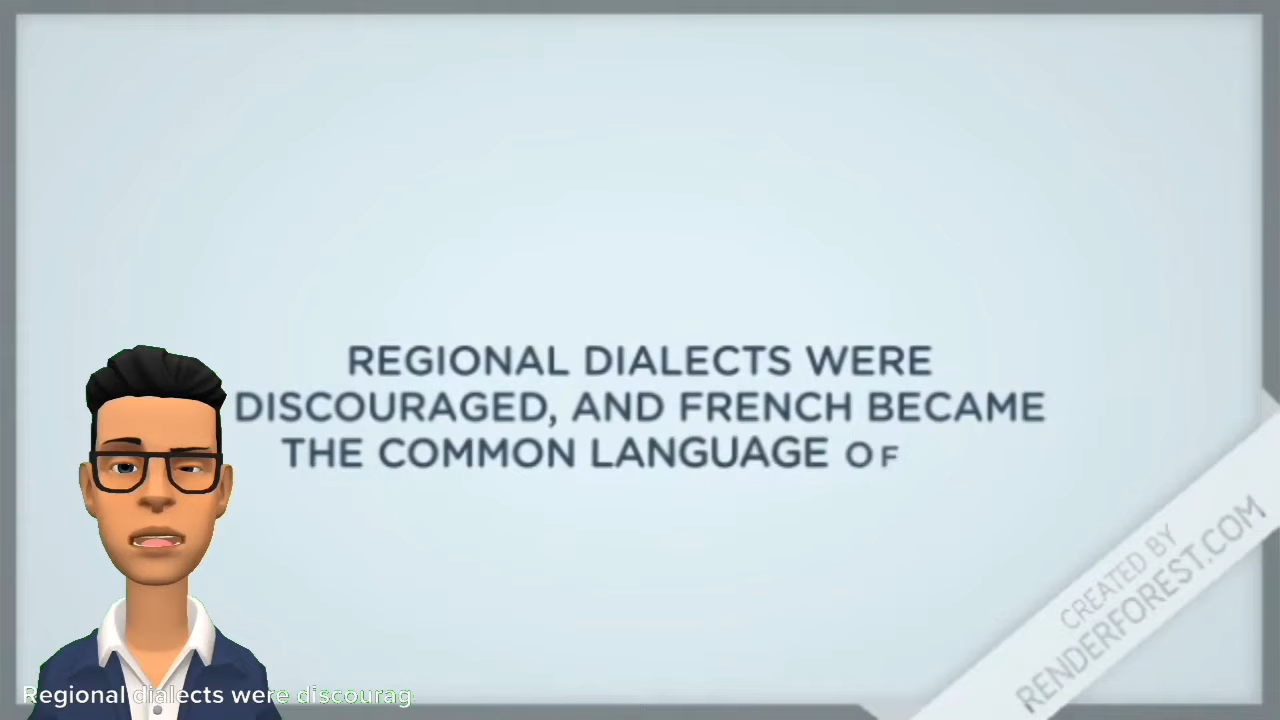 REGIONAL DIALECTS WERE
DISCOURAGED, AND FRENCH BECAME
THE COMMON LANGUAGE OF
CREATED BY
RENDERFOREST.COM
Regional dialects were discourag